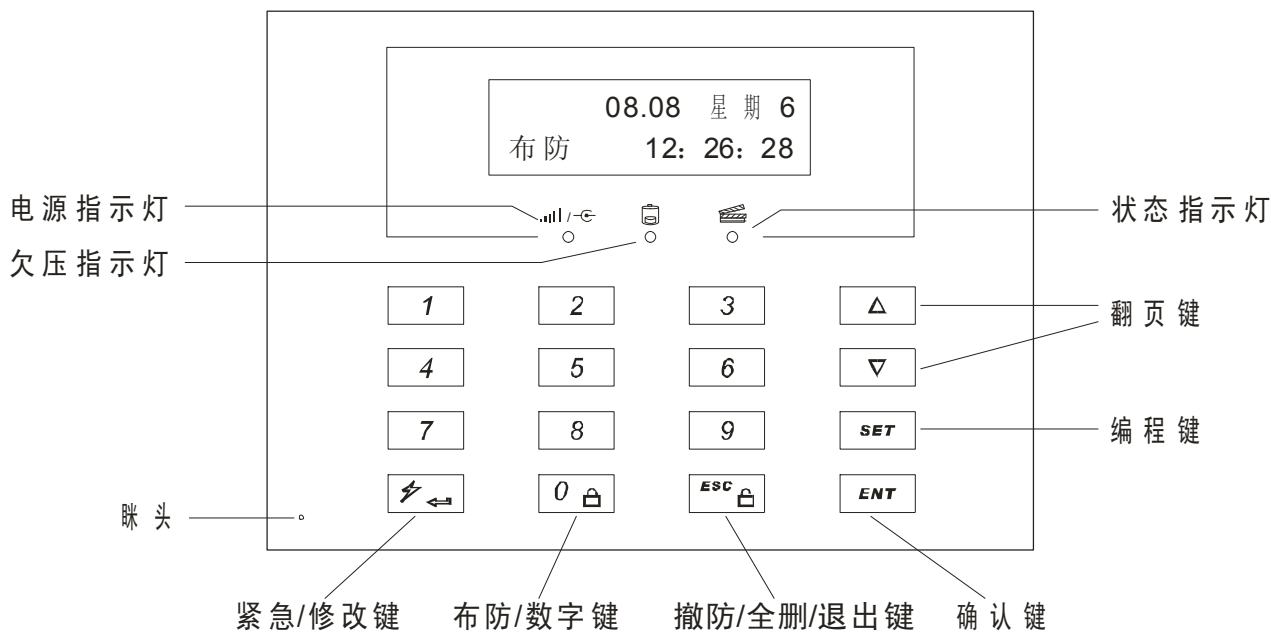 08.08 星期 6
布防 12: 26: 28
电源指示灯
状态指示灯
欠压指示灯
1 2 3
翻页键
4 5 6
7 8 9 SET
编程键
0 ESC ENT
眯头
紧急/修改键 布防/数字键 撤防/全删/退出键 确认键